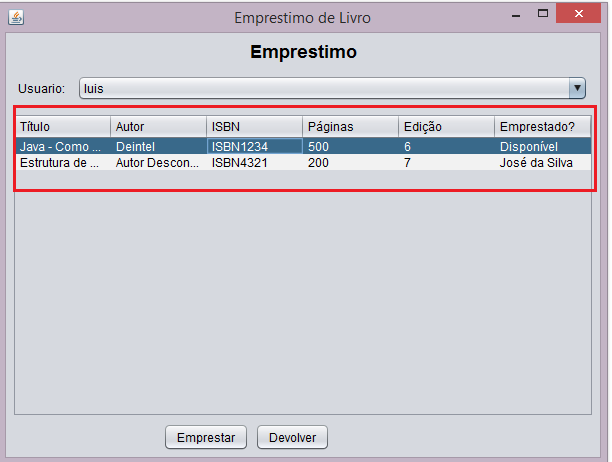 Emprestimo de Livro
Emprestimo
Usuario: luis
Título Autor ISBN Páginas Edição Emprestado?
Java - Como ... Deintel ISBN1234 500 6 Disponível
Estrutura de ... Autor Descon... ISBN4321 200 7 José da Silva
Emprestar Devolver